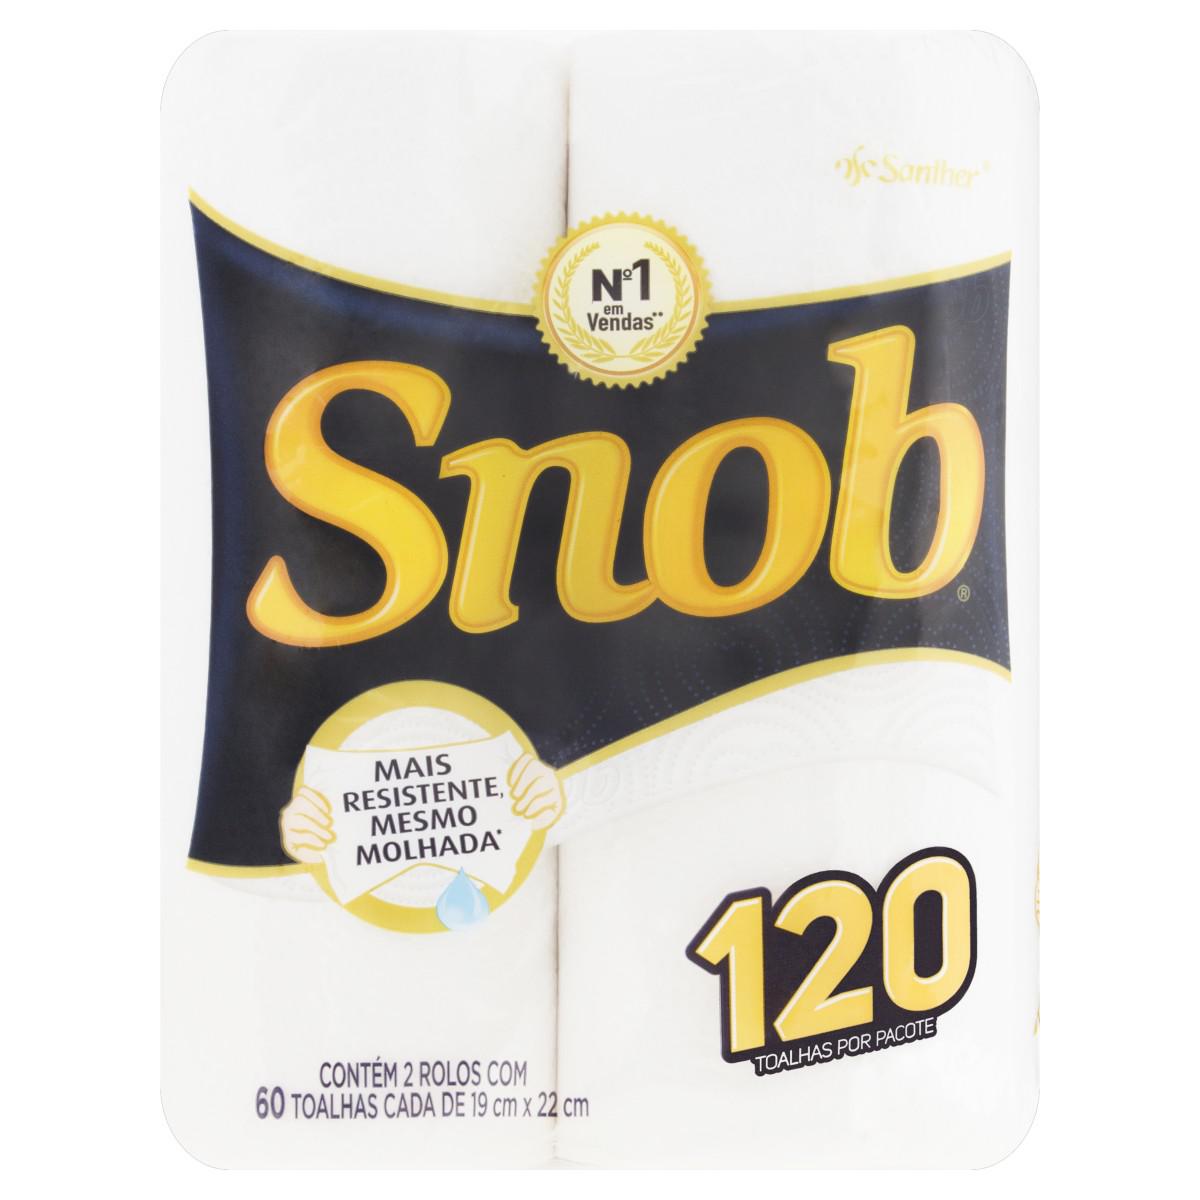 Santher®
Nº1
em
Vendas**
Snob®
MAIS
RESISTENTE,
MESMO
MOLHADA*
120
TOALHAS POR PACOTE
CONTÉM 2 ROLOS COM
60 TOALHAS CADA DE 19 cm x 22 cm